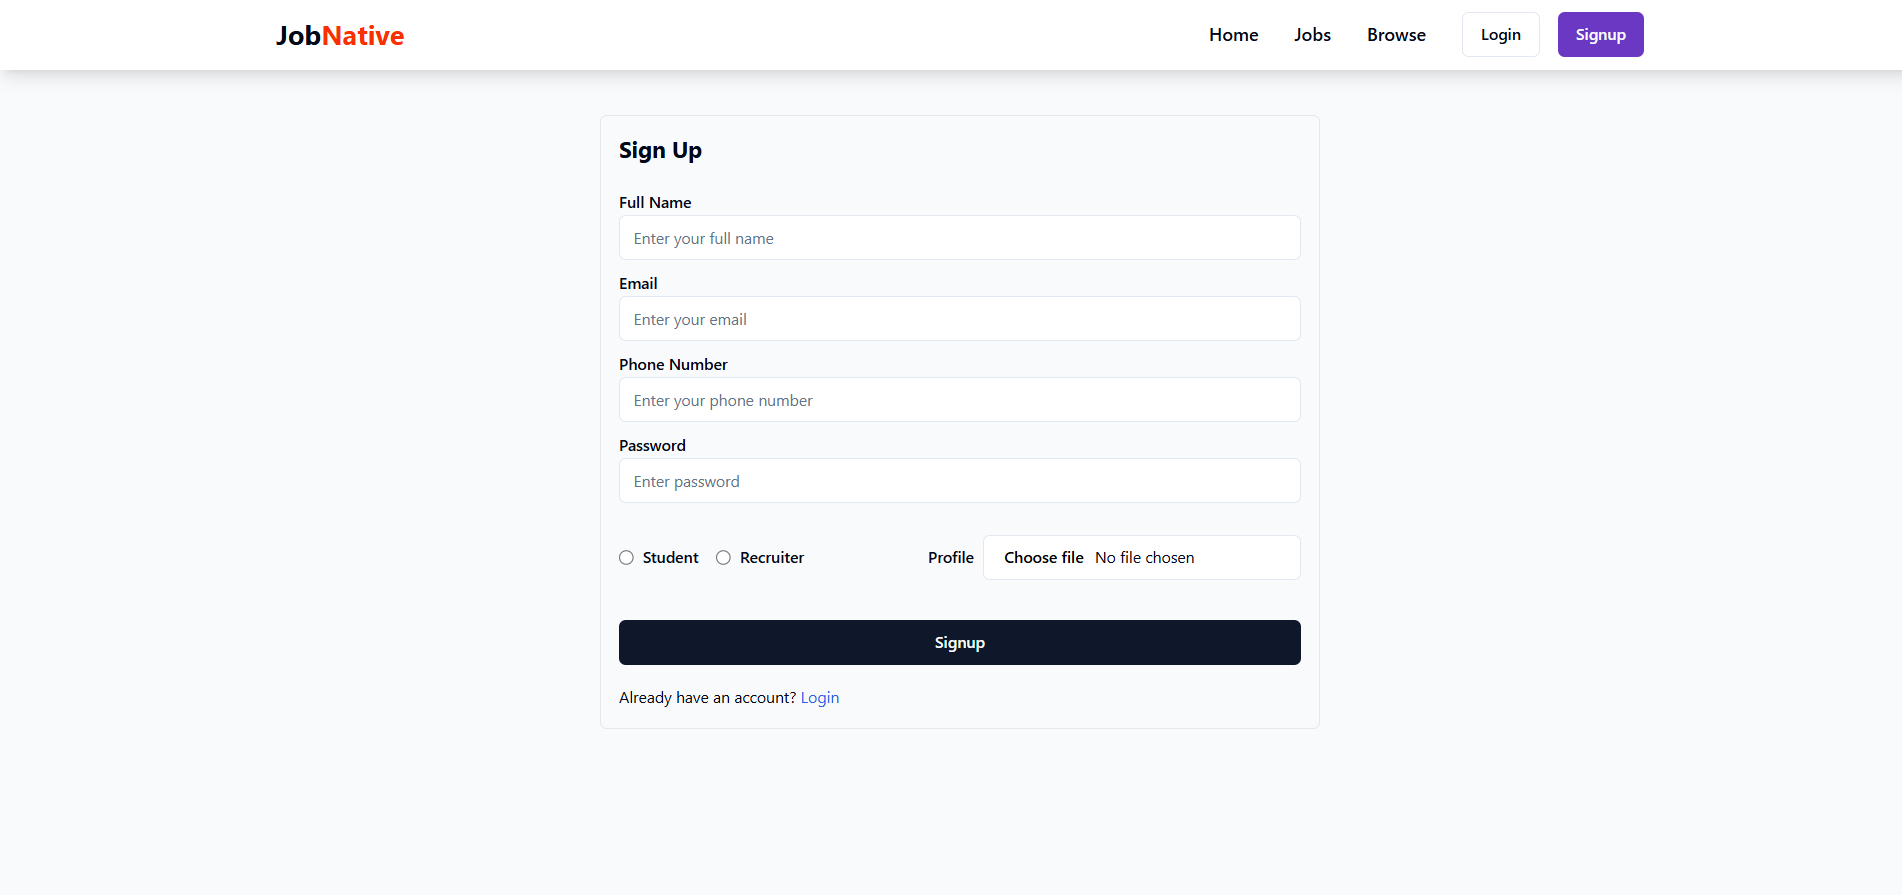 JobNative Home Jobs Browse Login Signup
Sign Up
Full Name
Enter your full name
Email
Enter your email
Phone Number
Enter your phone number
Password
Enter password
Student Recruiter Profile Choose file No file chosen
Signup
Already have an account? Login